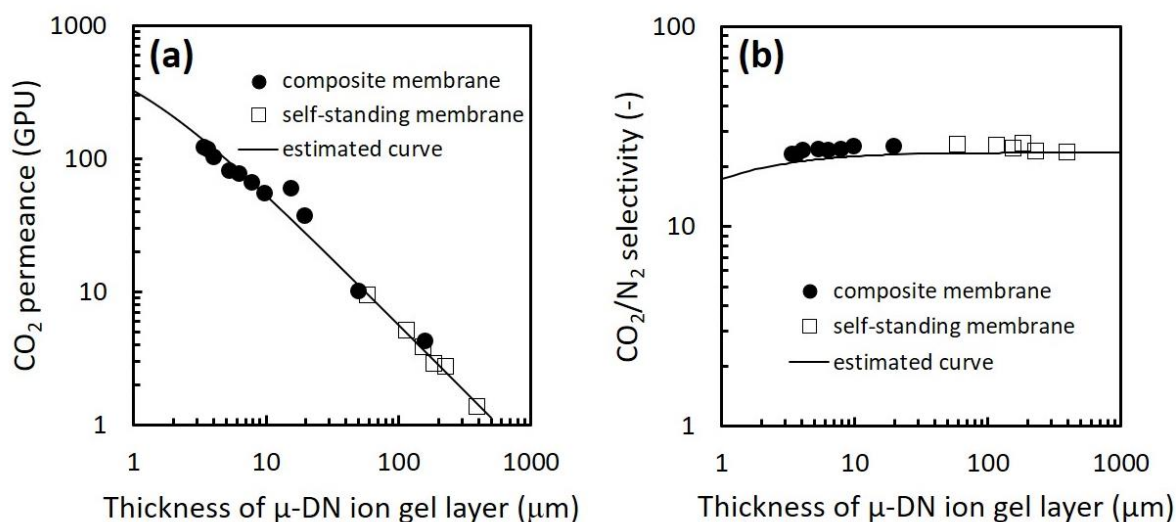 (a)
CO₂ permeance (GPU)
1000
100
10
1
composite membrane
self-standing membrane
estimated curve
1 10 100 1000
Thickness of μ-DN ion gel layer (μm)
(b)
CO₂/N₂ selectivity (-)
100
10
1
composite membrane
self-standing membrane
estimated curve
1 10 100 1000
Thickness of μ-DN ion gel layer (μm)